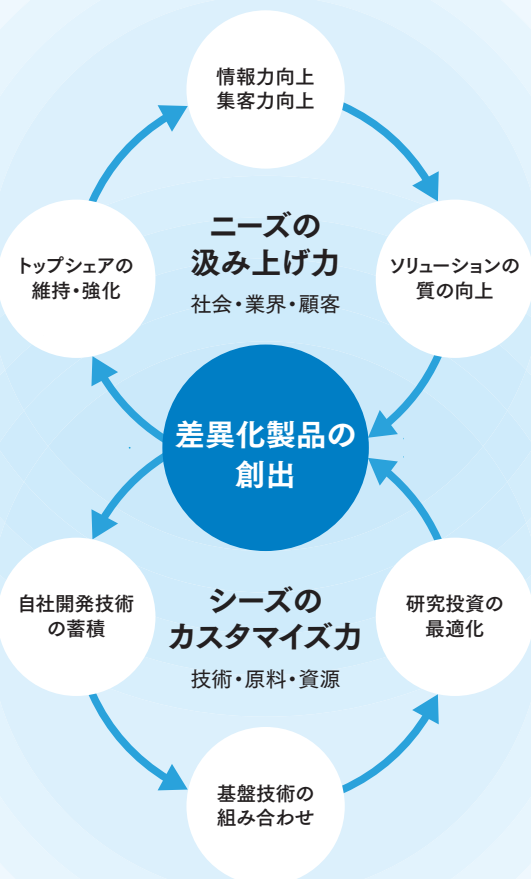 情報力向上
集客力向上
ニーズの
汲み上げ力
社会・業界・顧客
トップシェアの
維持・強化
ソリューションの
質の向上
差異化製品の
創出
自社開発技術
の蓄積
シーズの
カスタマイズ力
技術・原料・資源
研究投資の
最適化
基盤技術の
組み合わせ